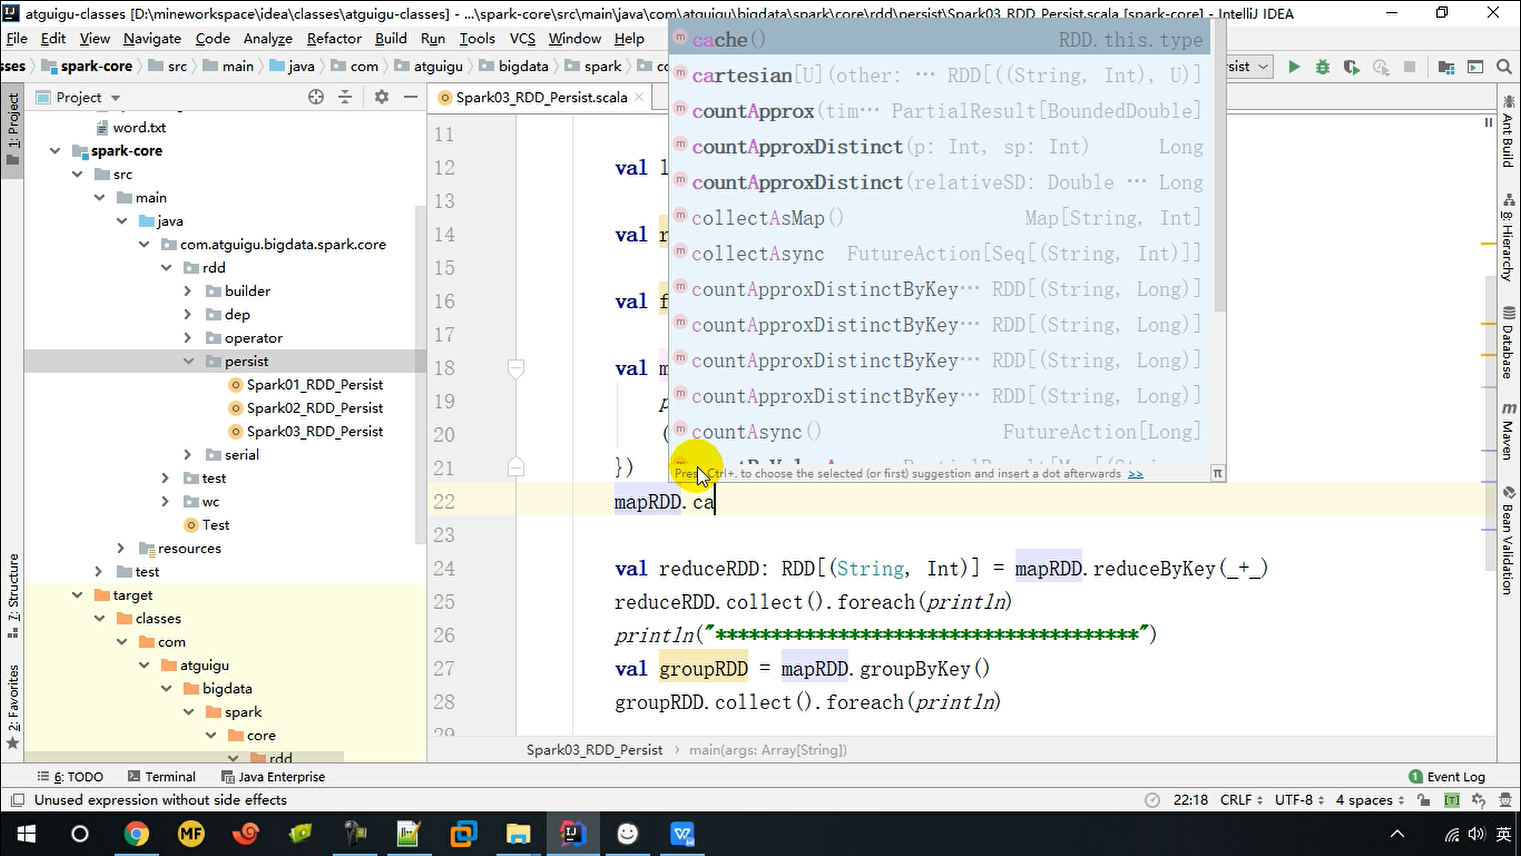 atguigu-classes [D:\mineworkspace\idea\classes\atguigu-classes] - ...\spark-core\src\main\java\com\atguigu\bigdata\spark\core\rdd\persist\Spark03_RDD_Persist.scala [spark-core] - IntelliJ IDEA
File Edit View Navigate Code Analyze Refactor Build Run Tools VCS Window Help
sses spark-core src main java com atguigu bigdata spark
Project
Spark03_RDD_Persist.scala
1: Project
7: Structure
2: Favorites
word.txt
spark-core
src
main
java
com.atguigu.bigdata.spark.core
rdd
builder
dep
operator
persist
Spark01_RDD_Persist
Spark02_RDD_Persist
Spark03_RDD_Persist
serial
test
wc
Test
resources
test
target
classes
com
atguigu
bigdata
spark
core
rdd
cache() RDD.this.type
cartesian[U](other: ··· RDD[((String, Int), U)]
countApprox(tim··· PartialResult[BoundedDouble]
countApproxDistinct(p: Int, sp: Int) Long
countApproxDistinct(relativeSD: Double ··· Long
collectAsMap() Map[String, Int]
collectAsync FutureAction[Seq[(String, Int)]]
countApproxDistinctByKey··· RDD[(String, Long)]
countApproxDistinctByKey··· RDD[(String, Long)]
countApproxDistinctByKey··· RDD[(String, Long)]
countApproxDistinctByKey··· RDD[(String, Long)]
countAsync() FutureAction[Long]
Ctrl+. to choose the selected (or first) suggestion and insert a dot afterwards >> π
11
12 val l
13
14 val r
15
16 val f
17
18 val m
19 p
20 (
21 })
22 mapRDD.ca
23
24 val reduceRDD: RDD[(String, Int)] = mapRDD.reduceByKey(_+_)
25 reduceRDD.collect().foreach(println)
26 println("**************************************")
27 val groupRDD = mapRDD.groupByKey()
28 groupRDD.collect().foreach(println)
29
Spark03_RDD_Persist > main(args: Array[String])
Ant Build
8: Hierarchy
Database
Maven
Bean Validation
6: TODO Terminal Java Enterprise 1 Event Log
Unused expression without side effects 22:18 CRLF UTF-8 4 spaces
英